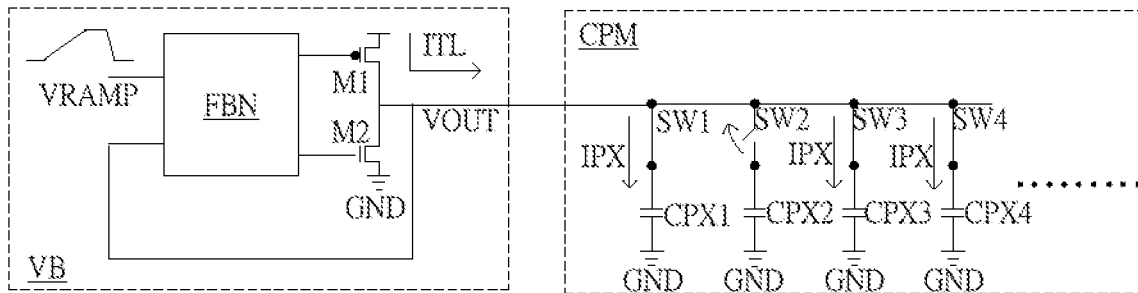 CPM
ITL
VRAMP
FBN
M1
VOUT
M2
GND
VB
SW1
SW2
SW3
SW4
IPX
IPX
IPX
CPX1
CPX2
CPX3
CPX4
GND
GND
GND
GND